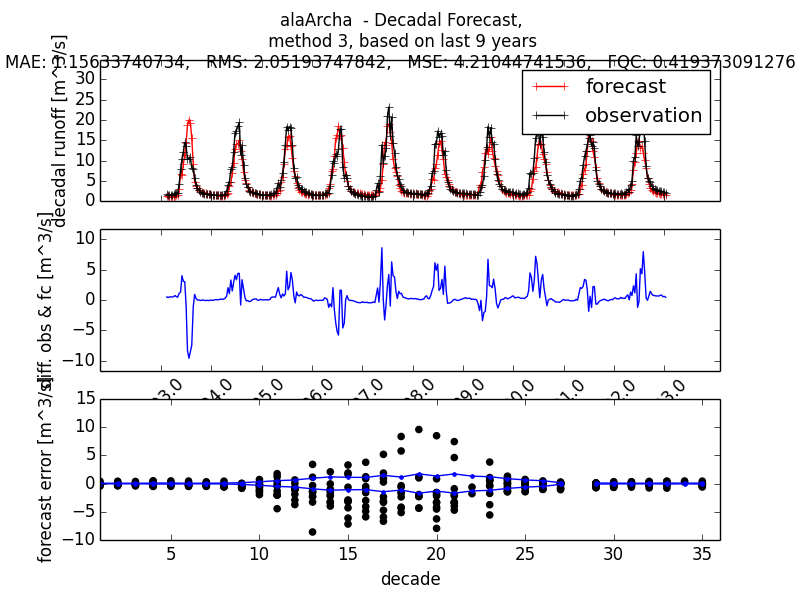 alaArcha - Decadal Forecast,
method 3, based on last 9 years
RMS: 2.05193747842, MSE: 4.21044741536, FQC: 0.419373091276
forecast
observation
decadal runoff [m^3/s]
30
25
20
15
10
5
0
diff. obs & fc [m^3/s]
10
5
0
−5
−10
forecast error [m^3/s]
15
10
5
0
−5
−10
5 10 15 20 25 30 35
decade